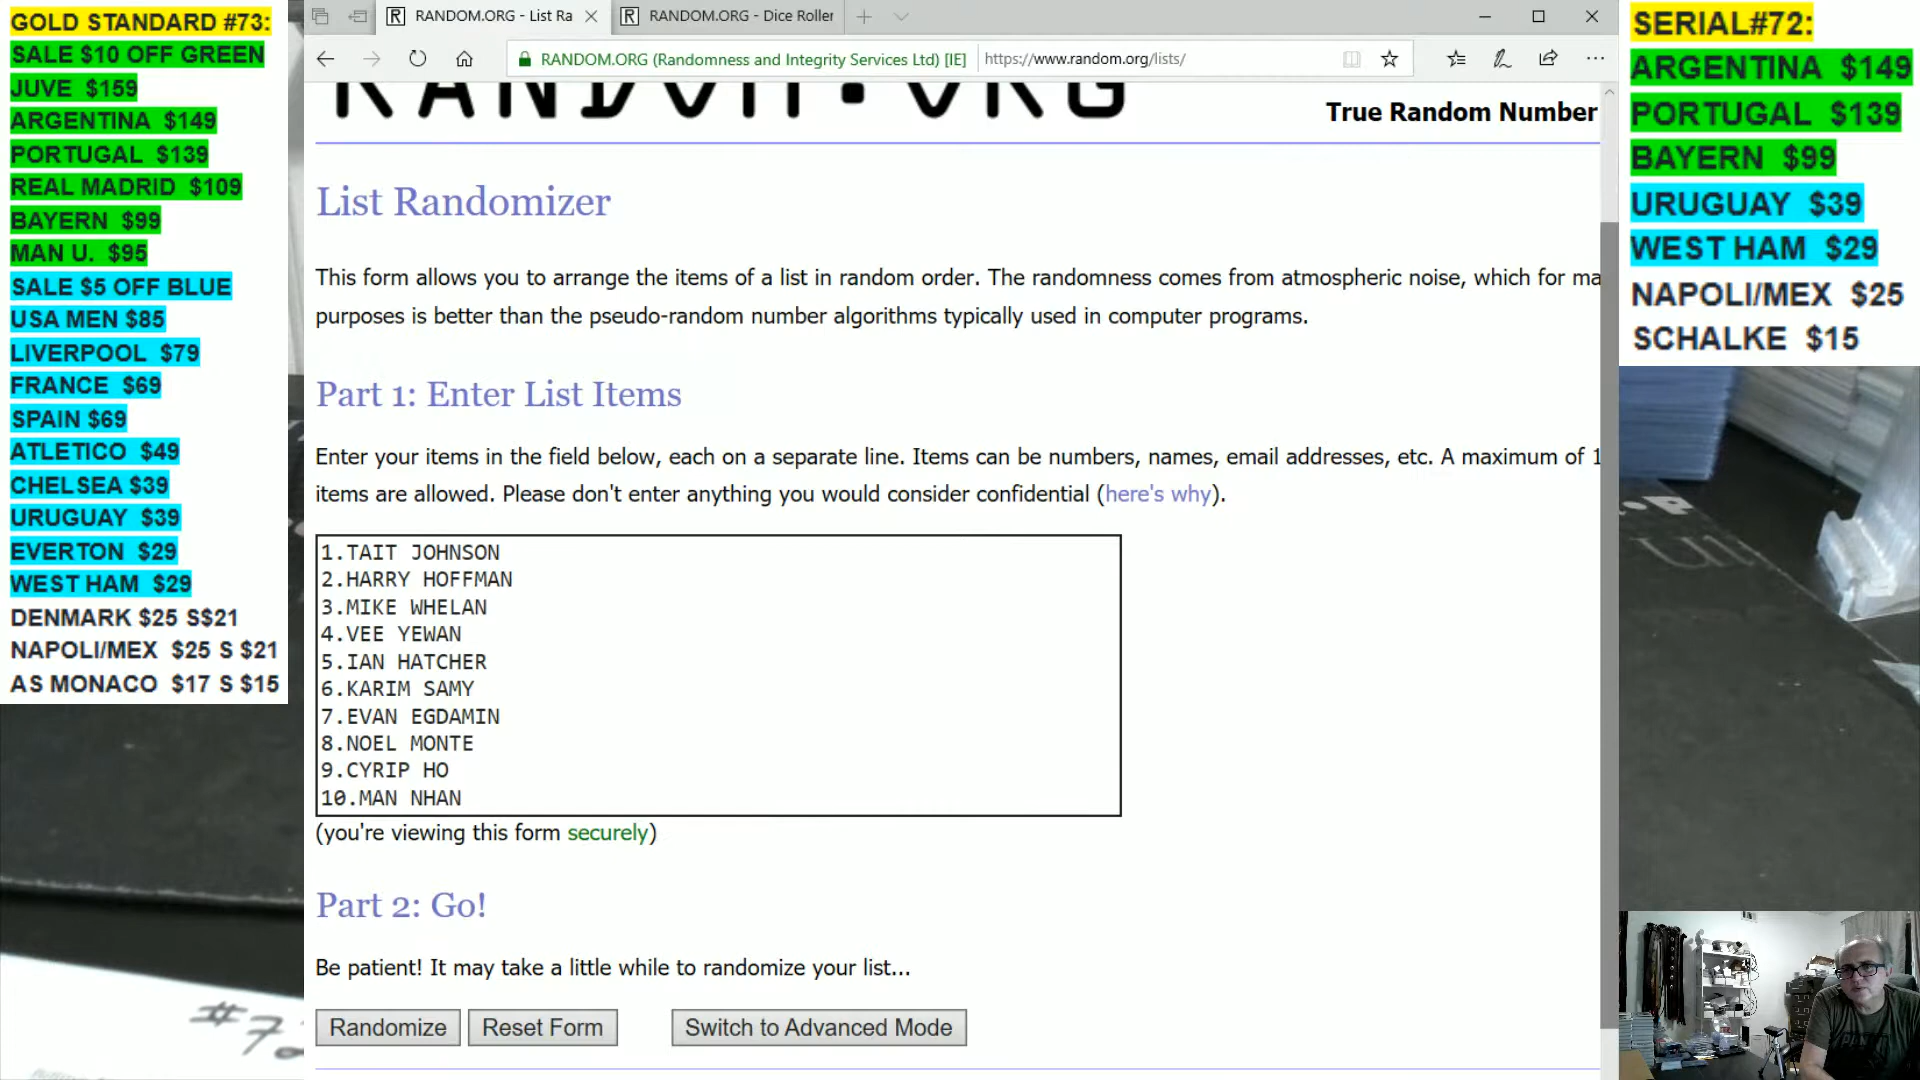 GOLD STANDARD #73:
SALE $10 OFF GREEN
JUVE $159
ARGENTINA $149
PORTUGAL $139
REAL MADRID $109
BAYERN $99
MAN U. $95
SALE $5 OFF BLUE
USA MEN $85
LIVERPOOL $79
FRANCE $69
SPAIN $69
ATLETICO $49
CHELSEA $39
URUGUAY $39
EVERTON $29
WEST HAM $29
DENMARK $25 S$21
NAPOLI/MEX $25 S $21
AS MONACO $17 S $15
RANDOM.ORG - List Ra
RANDOM.ORG - Dice Roller
RANDOM.ORG (Randomness and Integrity Services Ltd) [IE]
https://www.random.org/lists/
RANDOM.ORG
True Random Number
List Randomizer
This form allows you to arrange the items of a list in random order. The randomness comes from atmospheric noise, which for ma
purposes is better than the pseudo-random number algorithms typically used in computer programs.
Part 1: Enter List Items
Enter your items in the field below, each on a separate line. Items can be numbers, names, email addresses, etc. A maximum of 1
items are allowed. Please don't enter anything you would consider confidential (here's why).
1.TAIT JOHNSON
2.HARRY HOFFMAN
3.MIKE WHELAN
4.VEE YEWAN
5.IAN HATCHER
6.KARIM SAMY
7.EVAN EGDAMIN
8.NOEL MONTE
9.CYRIP HO
10.MAN NHAN
(you're viewing this form securely)
Part 2: Go!
Be patient! It may take a little while to randomize your list...
Randomize
Reset Form
Switch to Advanced Mode
SERIAL#72:
ARGENTINA $149
PORTUGAL $139
BAYERN $99
URUGUAY $39
WEST HAM $29
NAPOLI/MEX $25
SCHALKE $15
#72